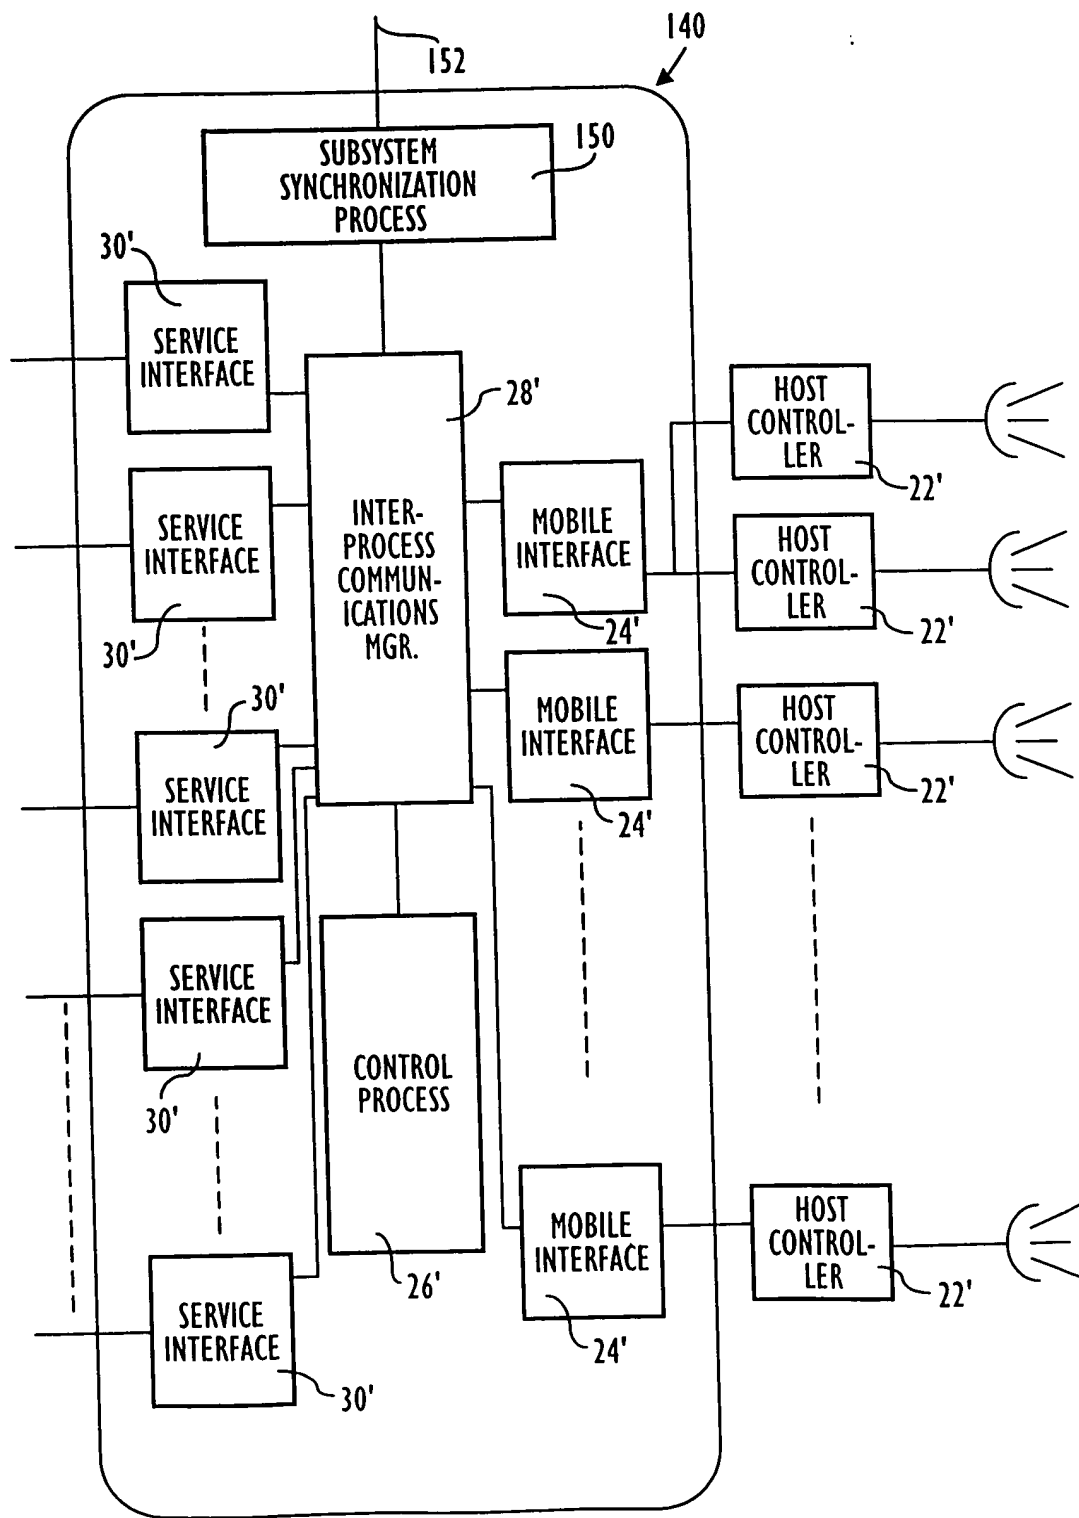 140
152
SUBSYSTEM
SYNCHRONIZATION
PROCESS
150
30'
SERVICE
INTERFACE
28'
HOST
CONTROL-
LER
22'
SERVICE
INTERFACE
30'
INTER-
PROCESS
COMMUN-
ICATIONS
MGR.
MOBILE
INTERFACE
24'
HOST
CONTROL-
LER
22'
30'
SERVICE
INTERFACE
MOBILE
INTERFACE
24'
HOST
CONTROL-
LER
22'
SERVICE
INTERFACE
30'
CONTROL
PROCESS
26'
MOBILE
INTERFACE
24'
HOST
CONTROL-
LER
22'
SERVICE
INTERFACE
30'